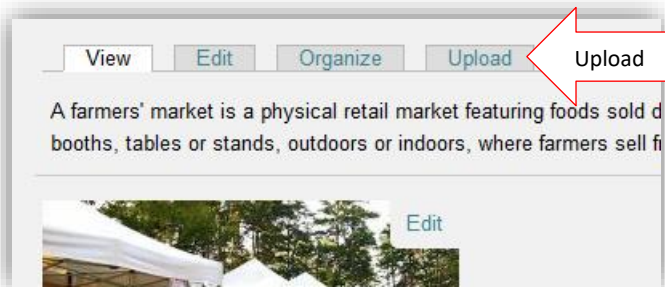 View Edit Organize Upload Upload
A farmers' market is a physical retail market featuring foods sold
booths, tables or stands, outdoors or indoors, where farmers sell
Edit